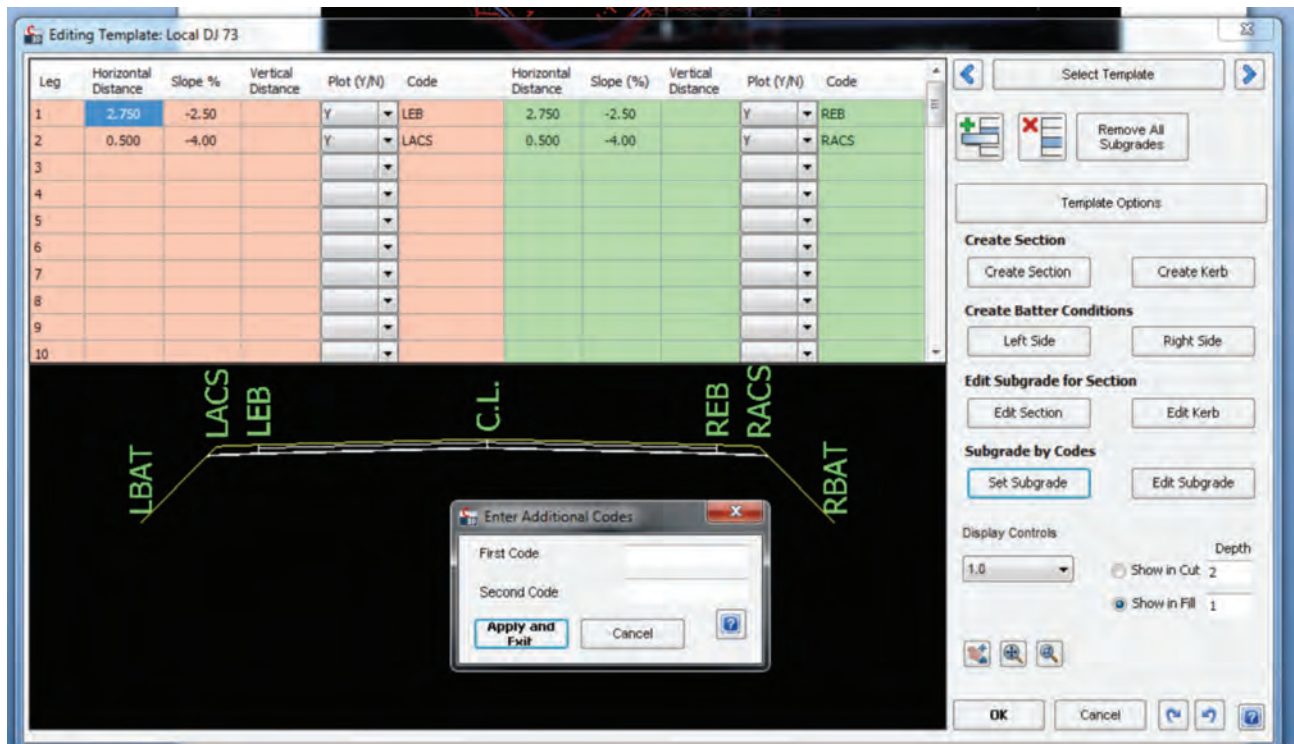 Editing Template: Local DJ 73
Leg Horizontal Distance Slope % Vertical Distance Plot (Y/N) Code Horizontal Distance Slope (%) Vertical Distance Plot (Y/N) Code
1 2.750 -2.50 Y LEB 2.750 -2.50 Y REB
2 0.500 -4.00 Y LACS 0.500 -4.00 Y RACS
3
4
5
6
7
8
9
10
LBAT LACS LEB C.L. REB RACS RBAT
Enter Additional Codes
First Code
Second Code
Apply and
Exit
Cancel
Select Template
Remove All
Subgrades
Template Options
Create Section
Create Section Create Kerb
Create Batter Conditions
Left Side Right Side
Edit Subgrade for Section
Edit Section Edit Kerb
Subgrade by Codes
Set Subgrade Edit Subgrade
Display Controls
Depth
1.0 Show in Cut 2
Show in Fill 1
OK Cancel